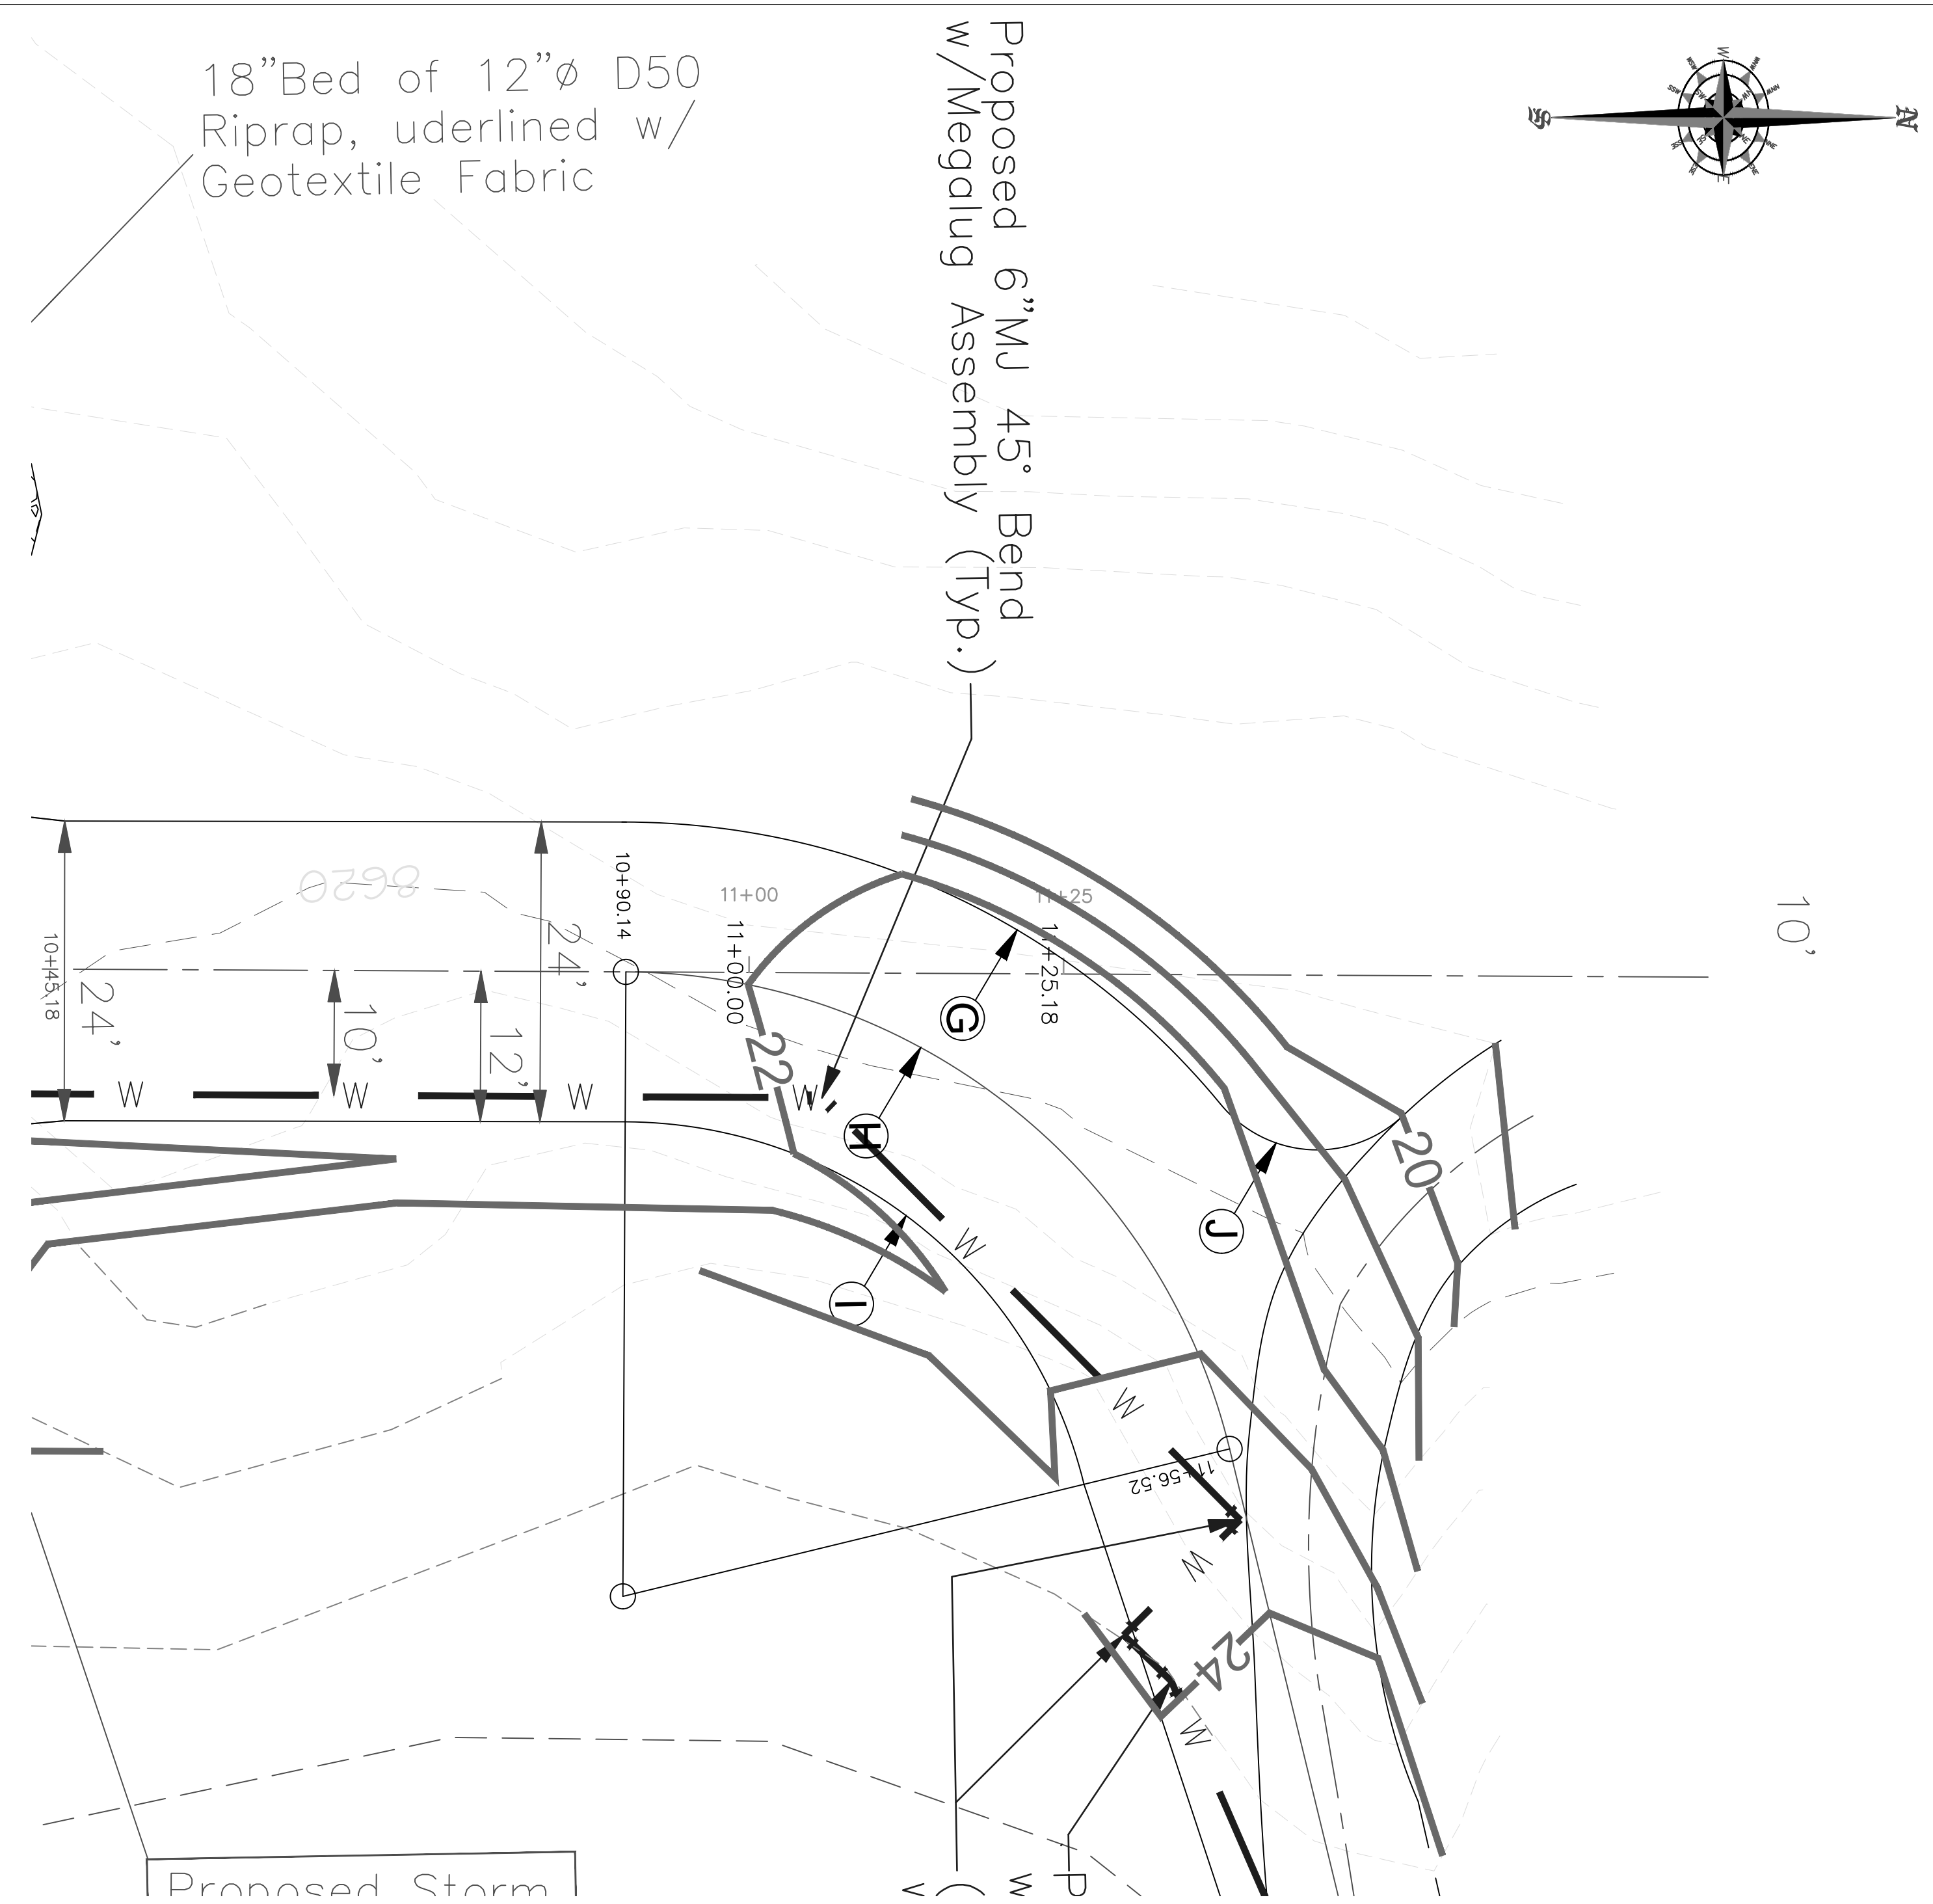 18”Bed of 12”ø D50
Riprap, uderlined w/
Geotextile Fabric
Proposed 6”MJ 45° Bend
w/Megalug Assembly (Typ.)
N
S
W
E
10’
8620
10+90.14
11+00
11+25
10+45.18
24’
10’
12’
24’
11+00.00
11+25.18
G
22
H
W
W
W
W
20
J
I
W
W
11+56.52
W
24
W
Proposed Storm
P
W